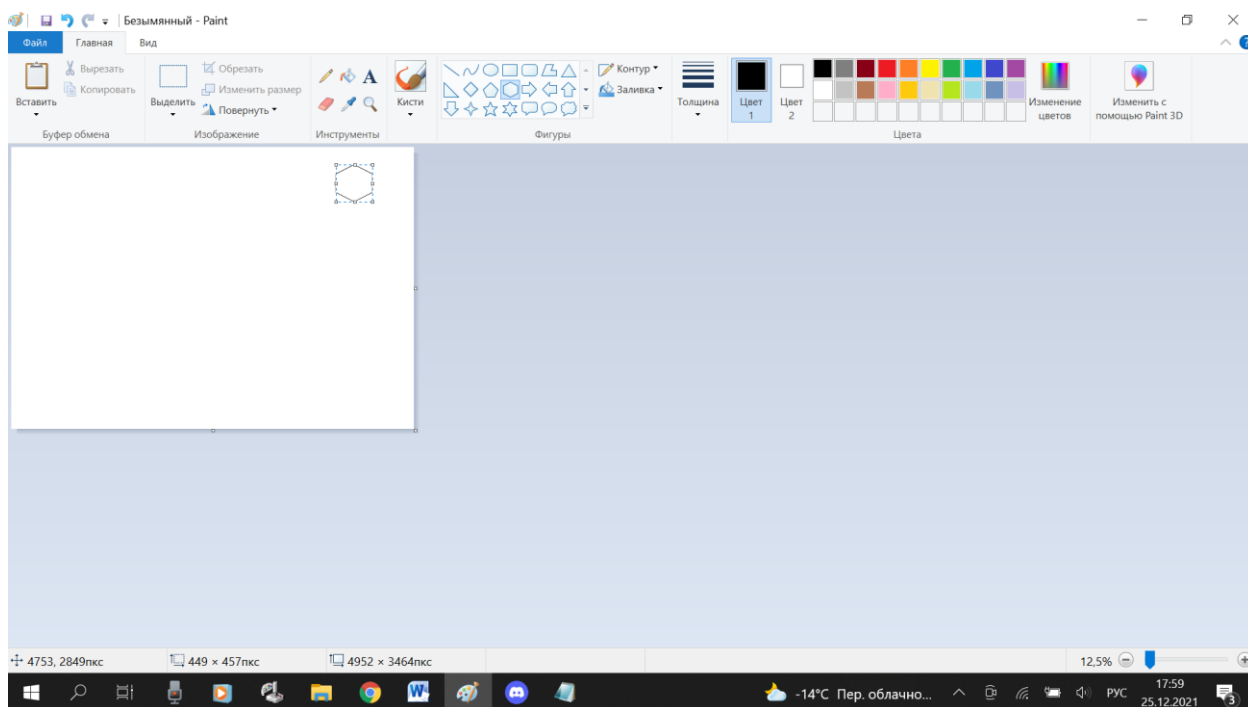 Безымянный - Paint
Файл Главная Вид
Вставить
Вырезать
Копировать
Буфер обмена
Выделить
Обрезать
Изменить размер
Повернуть
Изображение
A
Инструменты
Кисти
Контур
Заливка
Фигуры
Толщина
Цвет
1
Цвет
2
Изменение
цветов
Цвета
Изменить с
помощью Paint 3D
4753, 2849пкс 449 × 457пкс 4952 × 3464пкс 12,5%
-14°C Пер. облачно... РУС 17:59
25.12.2021
3